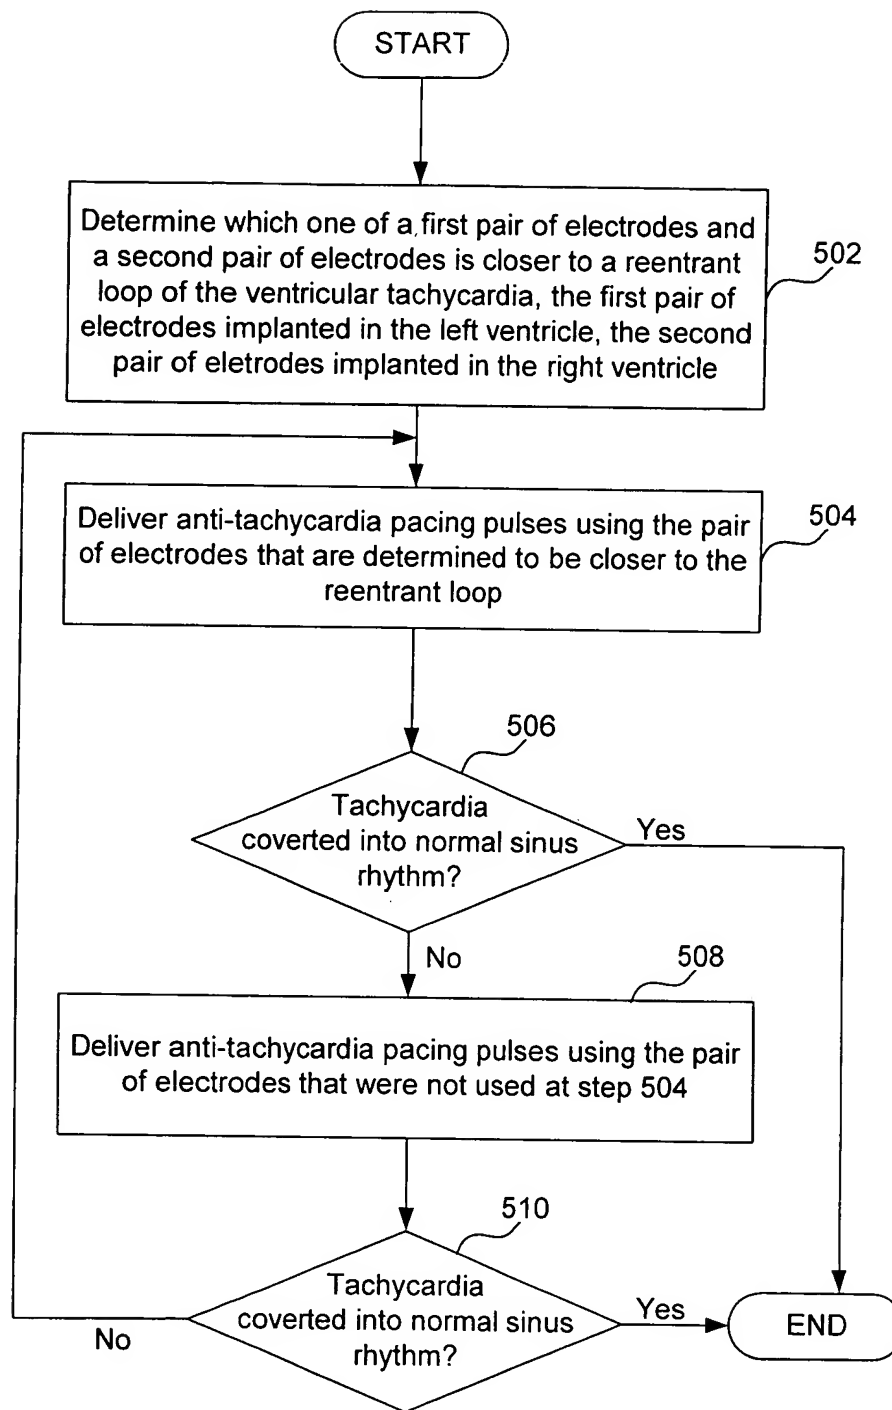 START
Determine which one of a first pair of electrodes and
a second pair of electrodes is closer to a reentrant
loop of the ventricular tachycardia, the first pair of
electrodes implanted in the left ventricle, the second
pair of eletrodes implanted in the right ventricle
502
Deliver anti-tachycardia pacing pulses using the pair
of electrodes that are determined to be closer to the
reentrant loop
504
506
Tachycardia
coverted into normal sinus
rhythm?
Yes
No
508
Deliver anti-tachycardia pacing pulses using the pair
of electrodes that were not used at step 504
510
Tachycardia
coverted into normal sinus
rhythm?
Yes
No
END